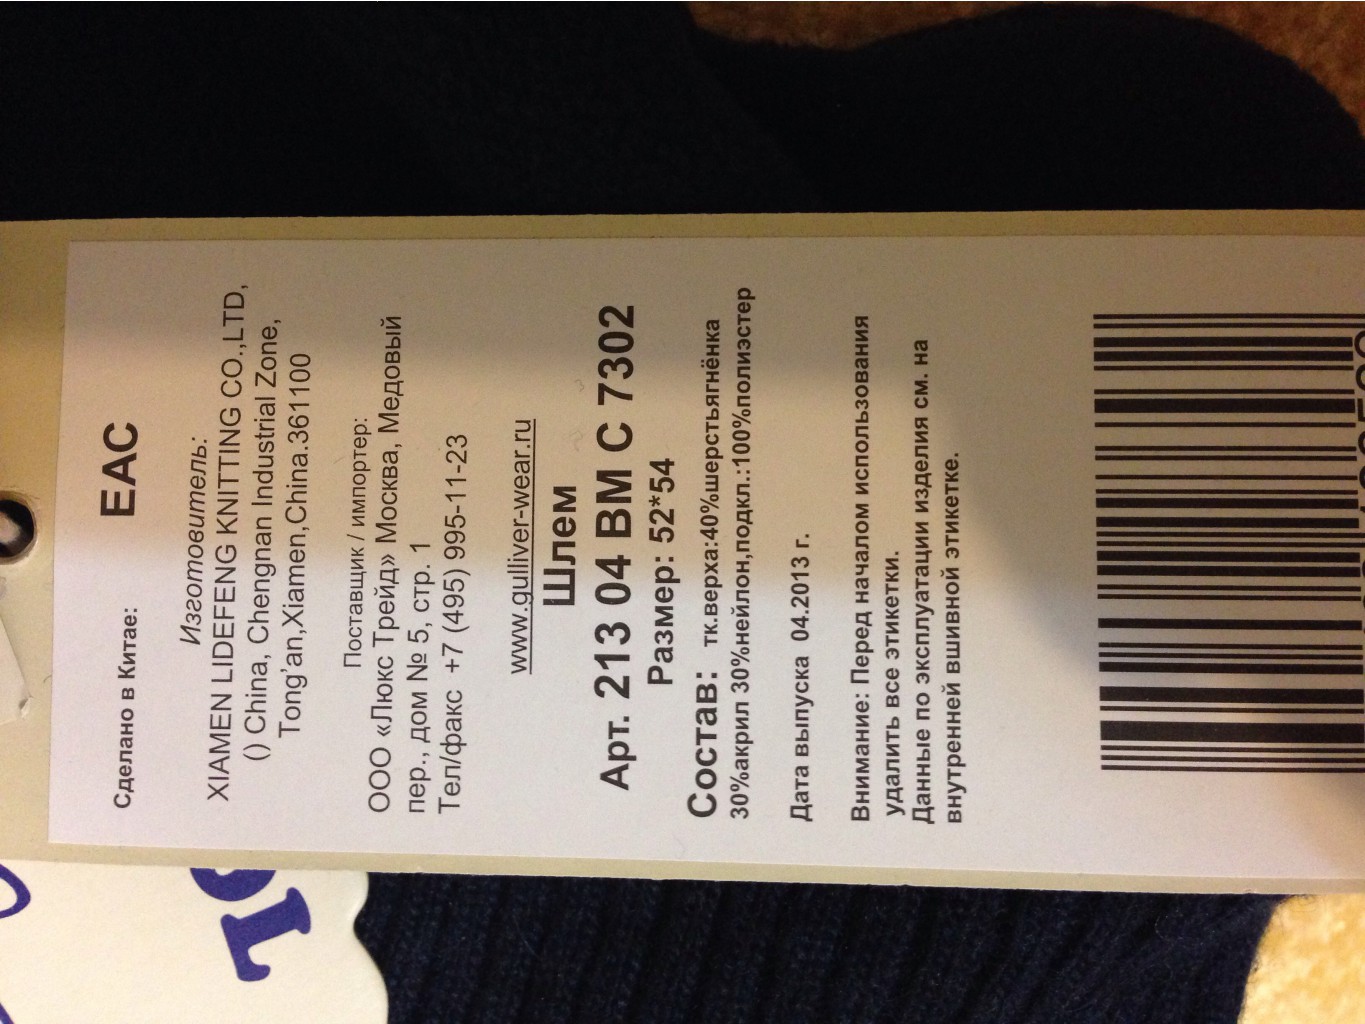 Сделано в Китае: EAC
Изготовитель:
XIAMEN LIDEFENG KNITTING CO.,LTD,
() China, Chengnan Industrial Zone,
Tong'an,Xiamen,China.361100
Поставщик / импортер:
ООО «Люкс Трейд» Москва, Медовый
пер., дом № 5, стр. 1
Тел/факс +7 (495) 995-11-23
www.gulliver-wear.ru
Шлем
Арт. 213 04 BM C 7302
Размер: 52*54
Состав: тк.верха:40%шерстьягнёнка
30%акрил 30%нейлон,подкл.:100%полиэстер
Дата выпуска 04.2013 г.
Внимание: Перед началом использования
удалить все этикетки.
Данные по эксплуатации изделия см. на
внутренней вшивной этикетке.